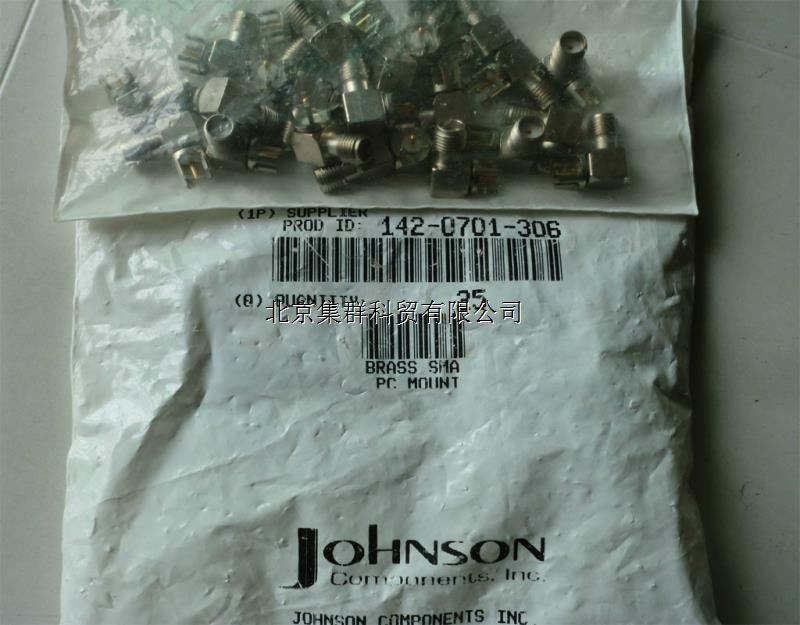 (1P) SUPPLIER
PROD ID: 142-0701-306
(Q) QUANTITY: 25
北京集群科贸有限公司
BRASS SMA
PC MOUNT
JOHNSON
Components, Inc.
JOHNSON COMPONENTS INC